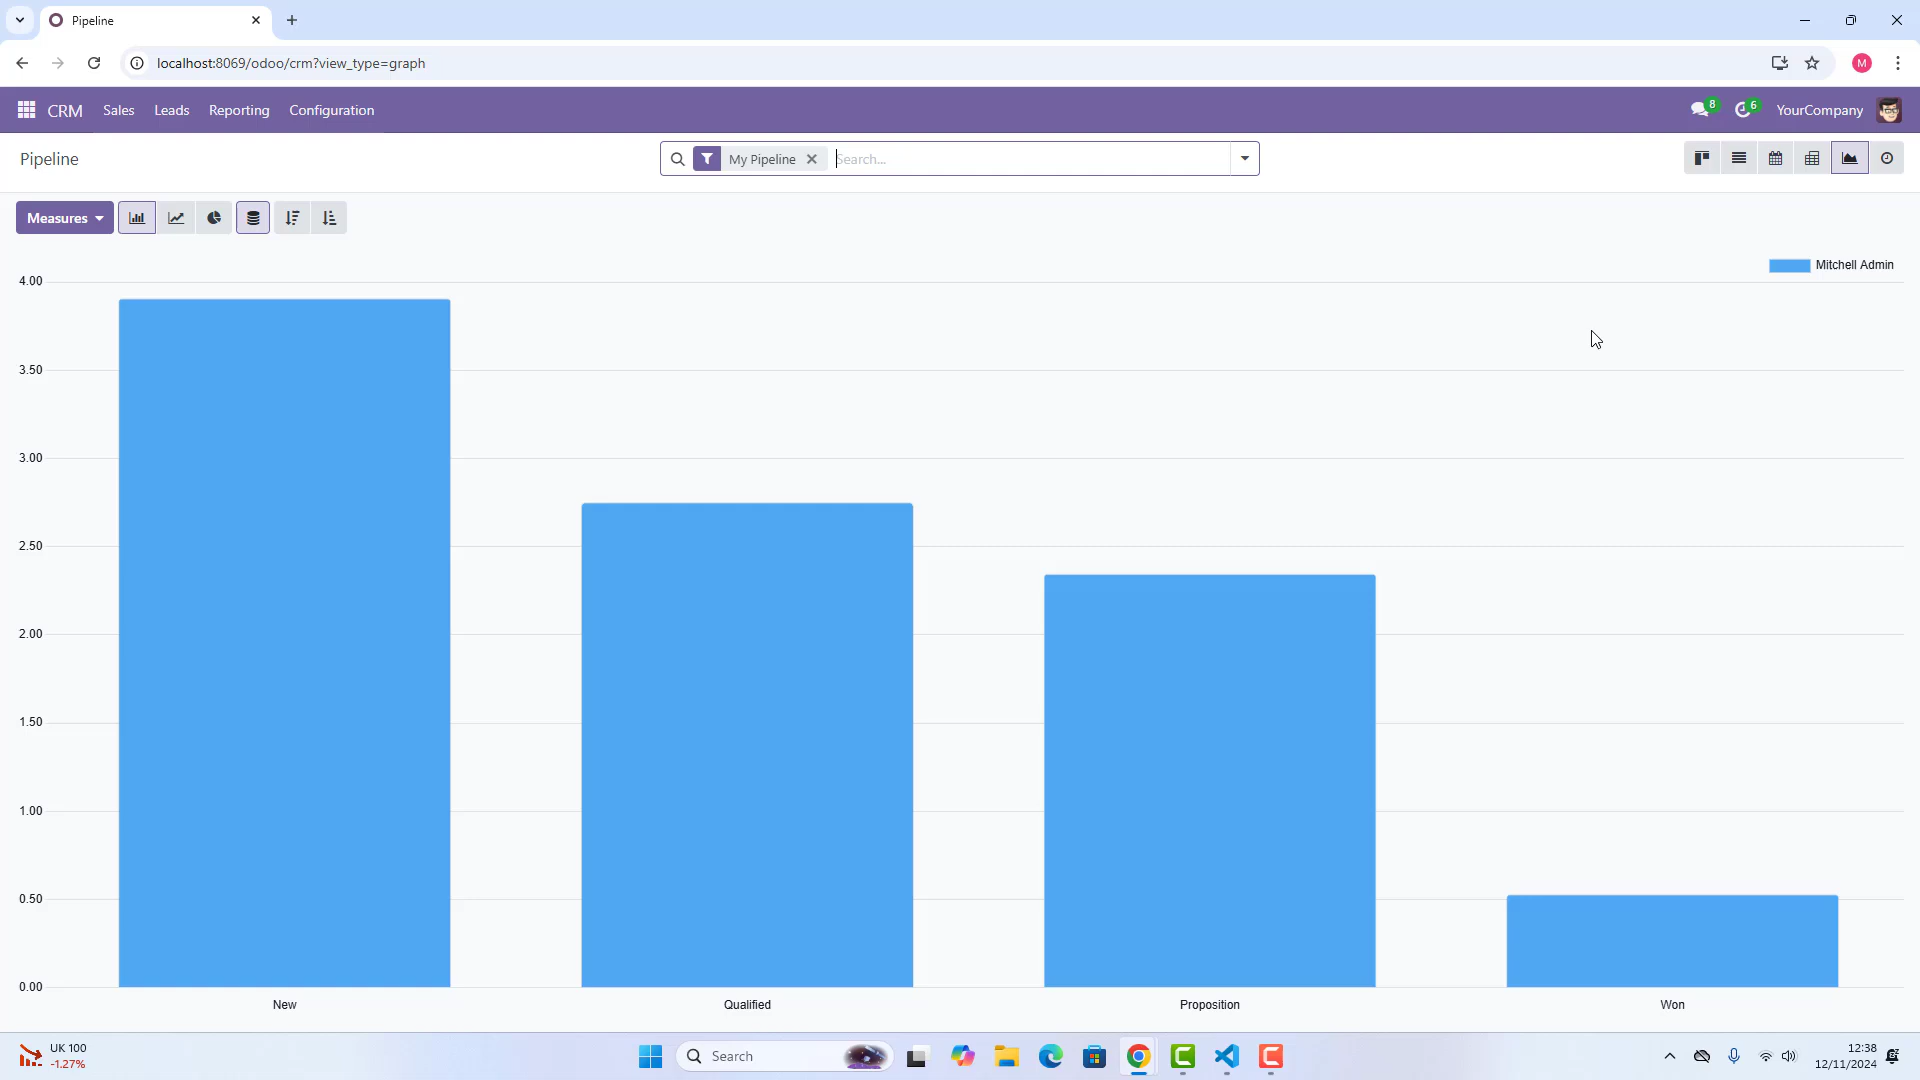 Pipeline
localhost:8069/odoo/crm?view_type=graph
M
CRM Sales Leads Reporting Configuration
8 6 YourCompany
Pipeline
My Pipeline
Search...
Measures
Mitchell Admin
4.00
3.50
3.00
2.50
2.00
1.50
1.00
0.50
0.00
New Qualified Proposition Won
UK 100
-1.27%
Search
12:38
12/11/2024